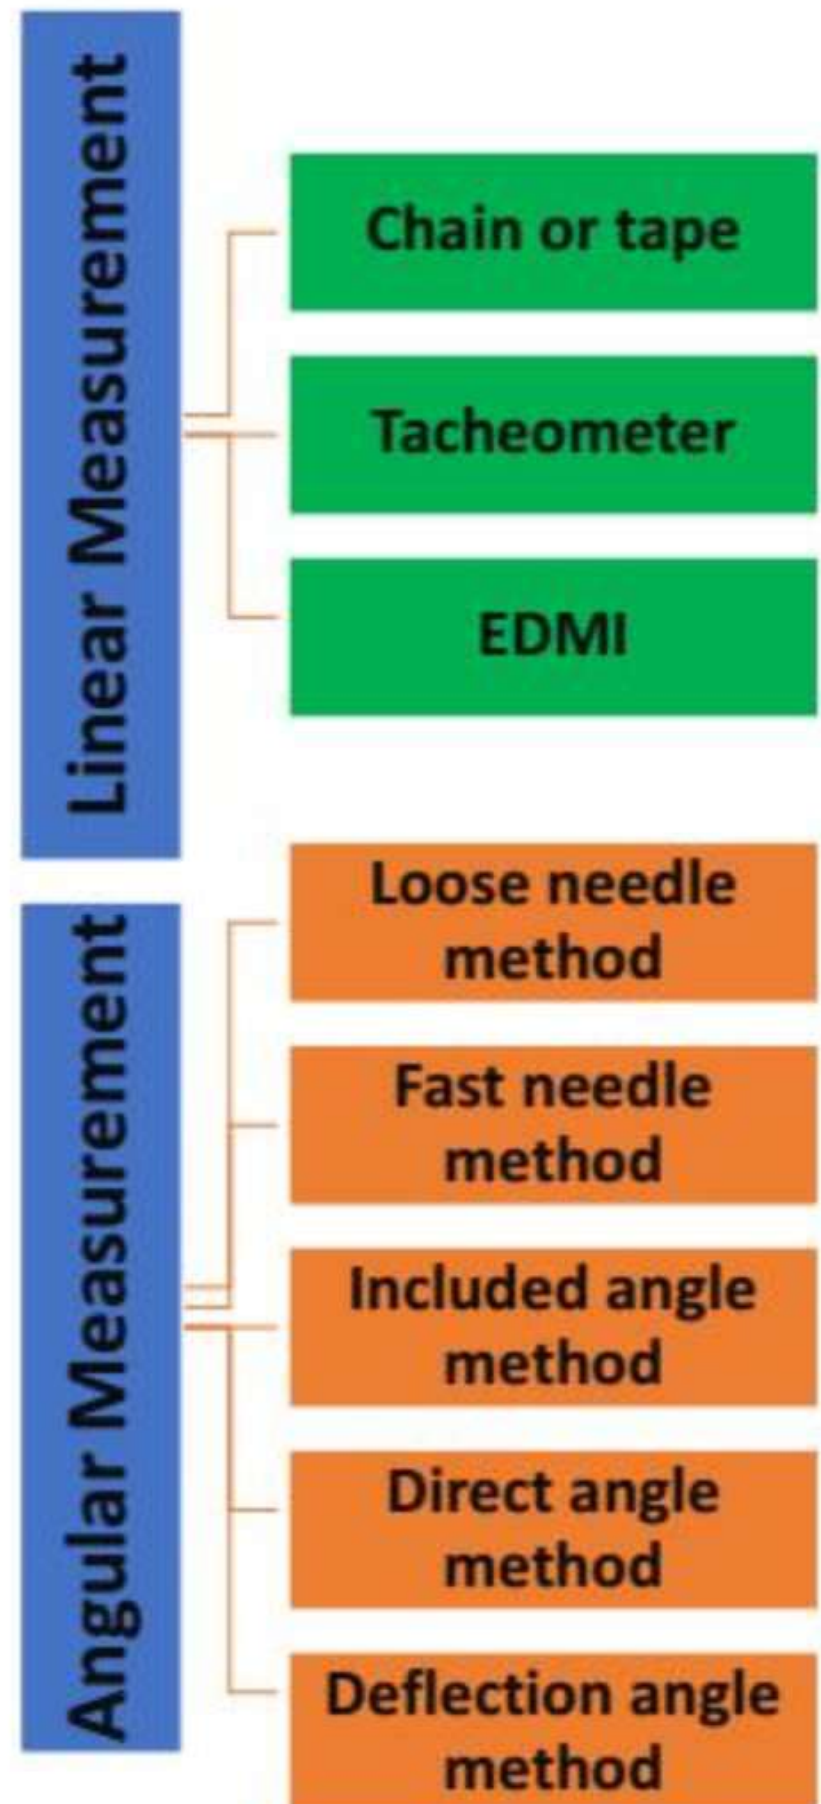 Linear Measurement
Chain or tape
Tacheometer
EDMI
Angular Measurement
Loose needle
method
Fast needle
method
Included angle
method
Direct angle
method
Deflection angle
method